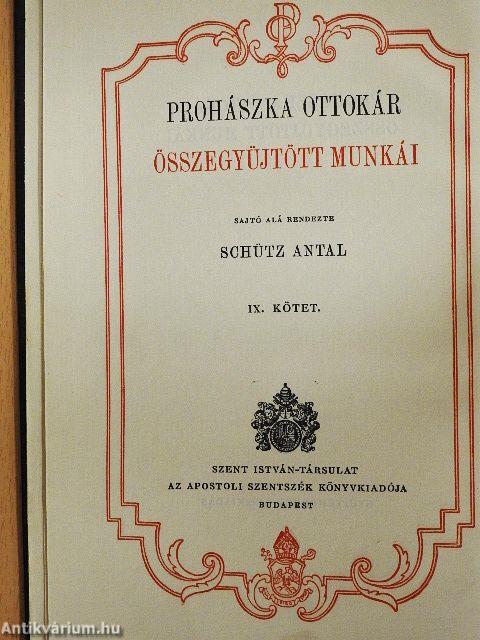 PROHÁSZKA OTTOKÁR
ÖSSZEGYÜJTÖTT MUNKÁI
SAJTÓ ALÁ RENDEZTE
SCHÜTZ ANTAL
IX. KÖTET.
SZENT ISTVÁN-TÁRSULAT
AZ APOSTOLI SZENTSZÉK KÖNYVKIADÓJA
BUDAPEST
Antikvárium.hu